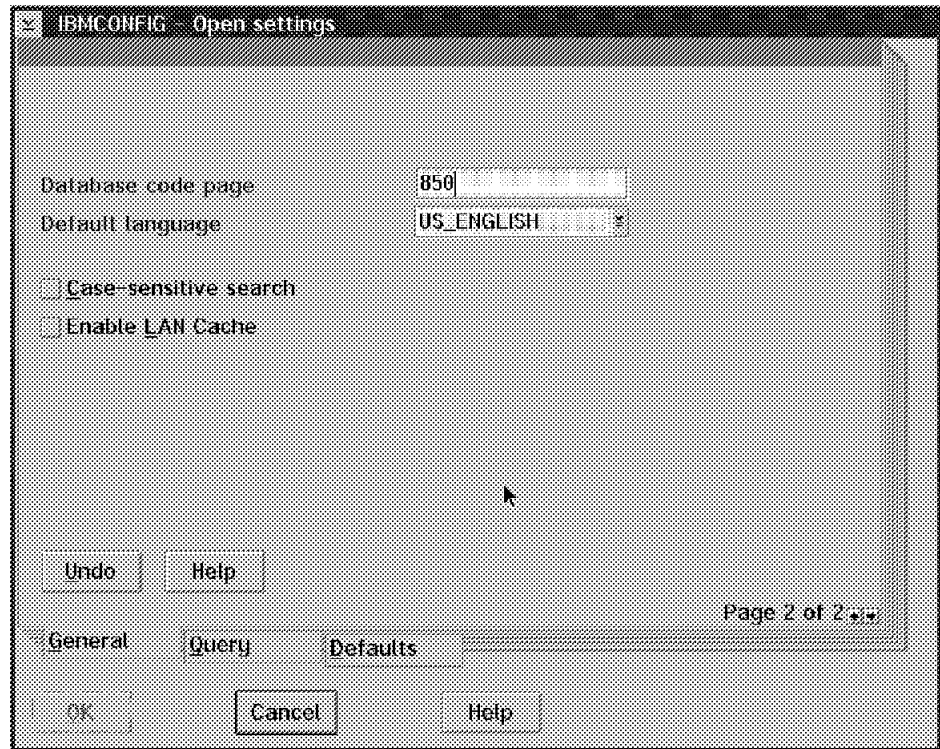 IBMCONFIG - Open settings
Database code page 850
Default language US_ENGLISH
Case-sensitive search
Enable LAN Cache
Undo Help
Page 2 of 2
General Query Defaults
OK Cancel Help